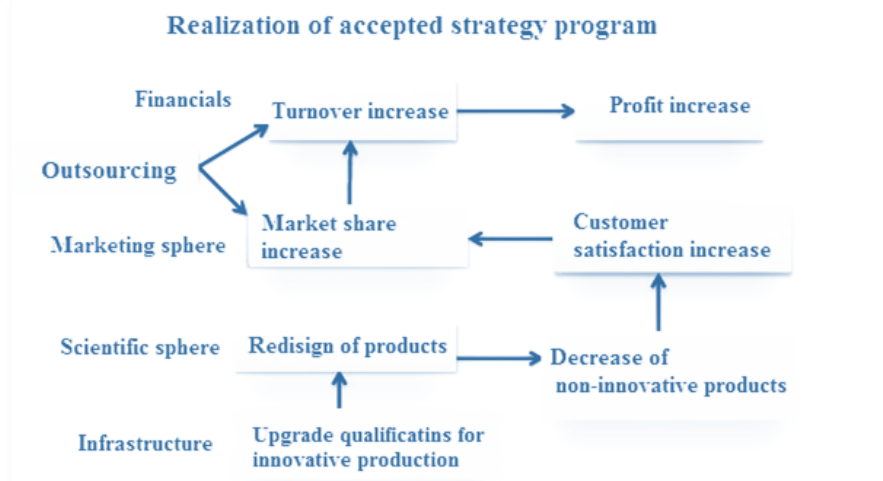 Realization of accepted strategy program
Financials
Turnover increase
Profit increase
Outsourcing
Marketing sphere
Market share
increase
Customer
satisfaction increase
Scientific sphere
Redisign of products
Decrease of
non-innovative products
Infrastructure
Upgrade qualificatins for
innovative production